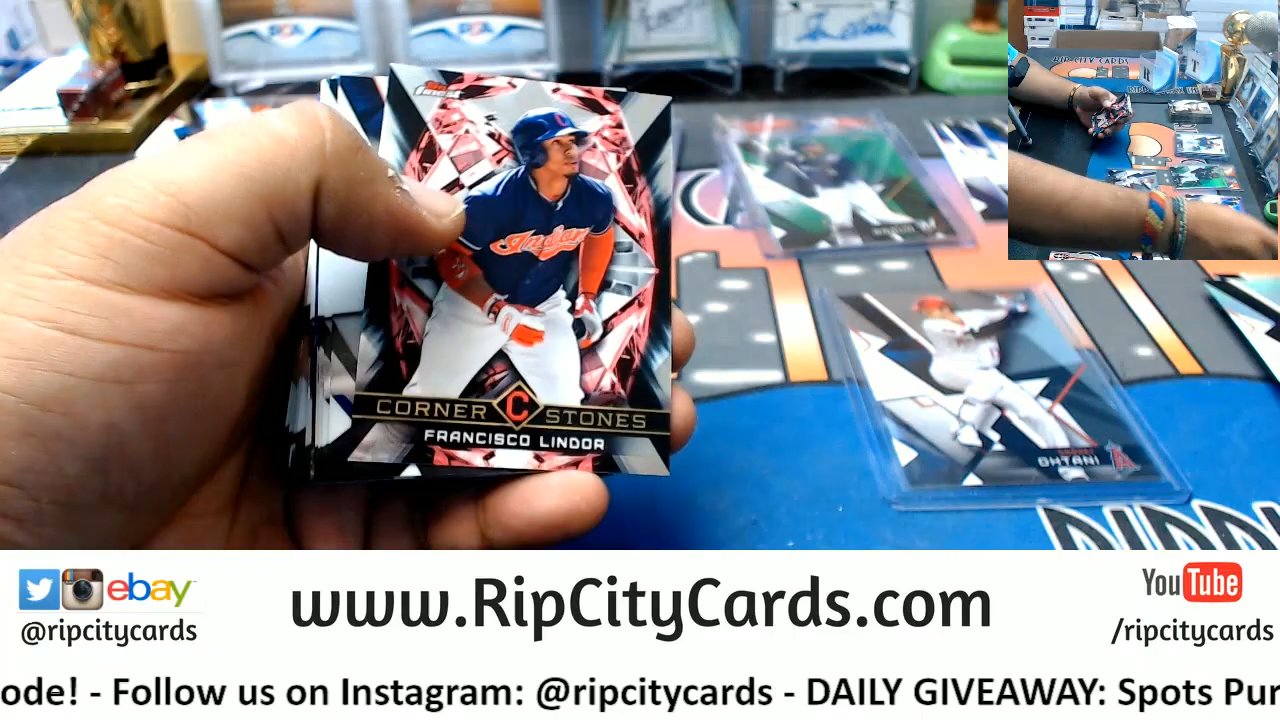 FINEST
Indians
CORNER C STONES
FRANCISCO LINDOR
OHTANI
A
RIP CITY CARDS
ebay
@ripcitycards
www.RipCityCards.com
YouTube
/ripcitycards
ode! - Follow us on Instagram: @ripcitycards - DAILY GIVEAWAY: Spots Pur